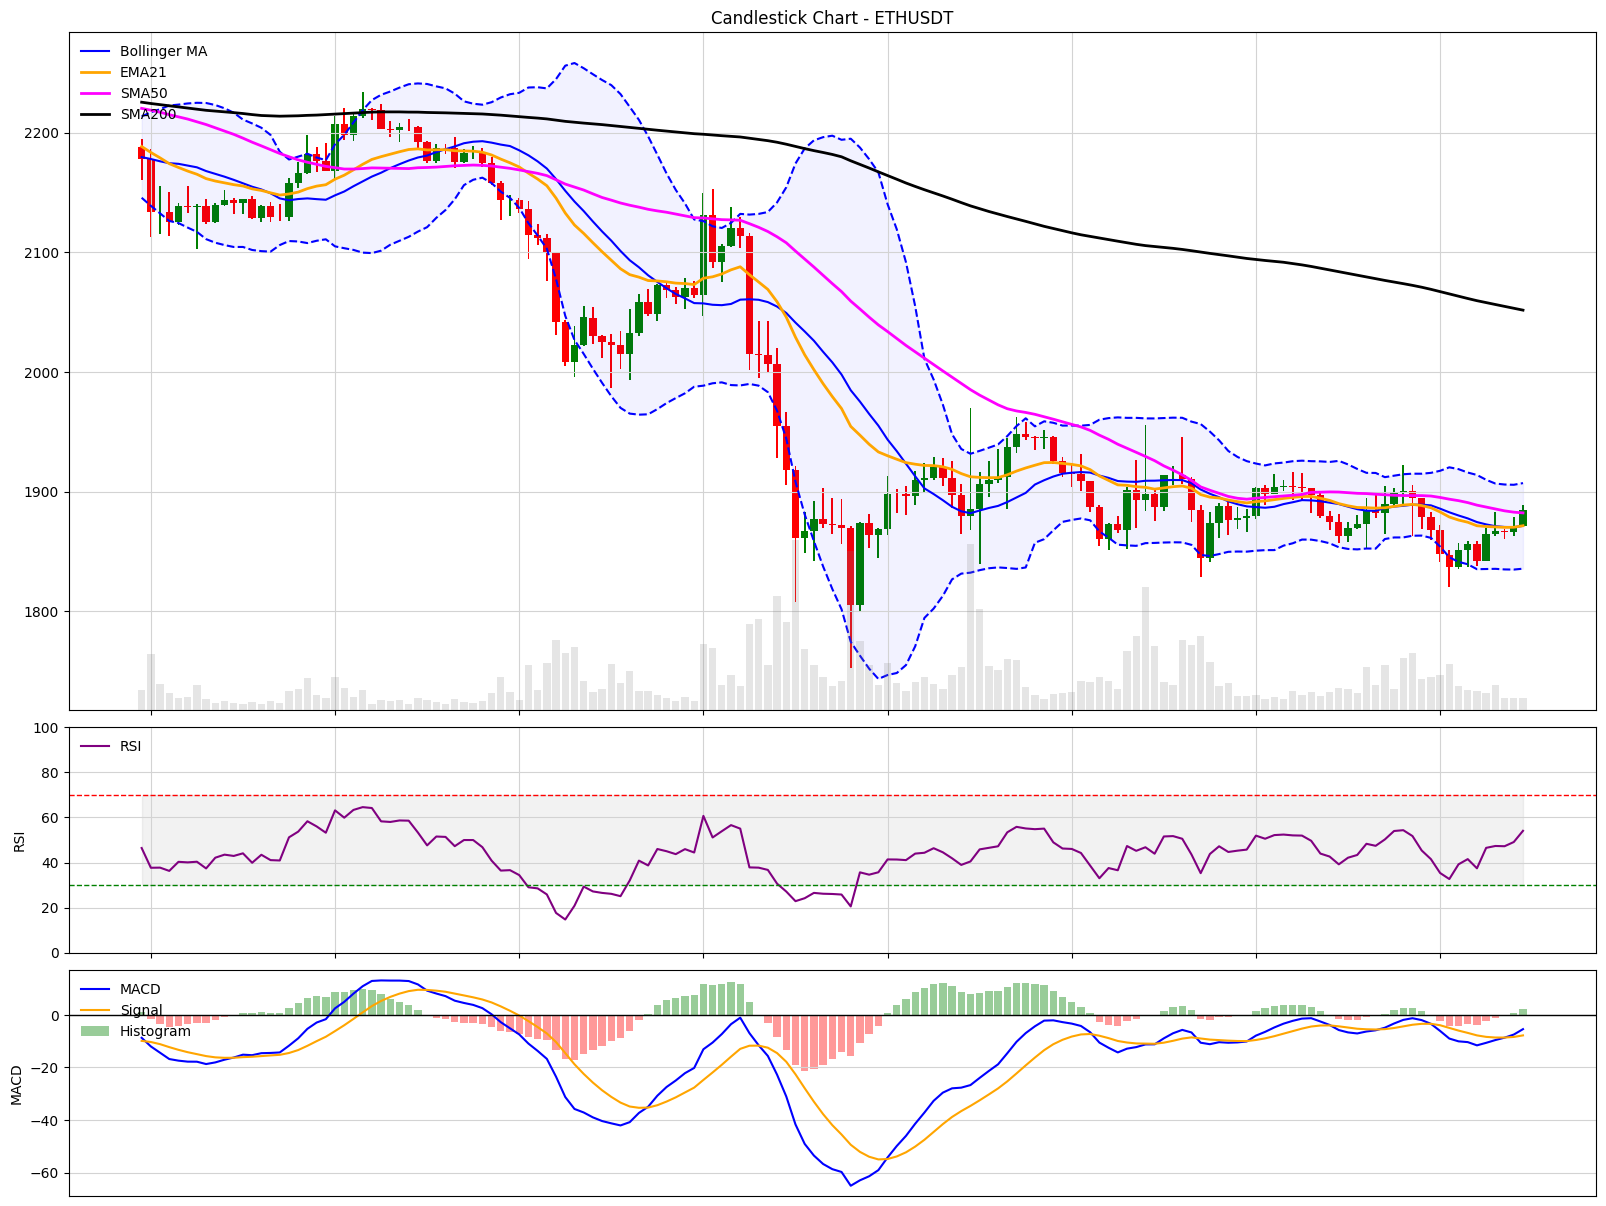 Candlestick Chart - ETHUSDT
Bollinger MA
EMA21
SMA50
SMA200
2200
2100
2000
1900
1800
RSI
100
80
60
40
20
0
RSI
MACD
Signal
Histogram
0
−20
−40
−60
MACD